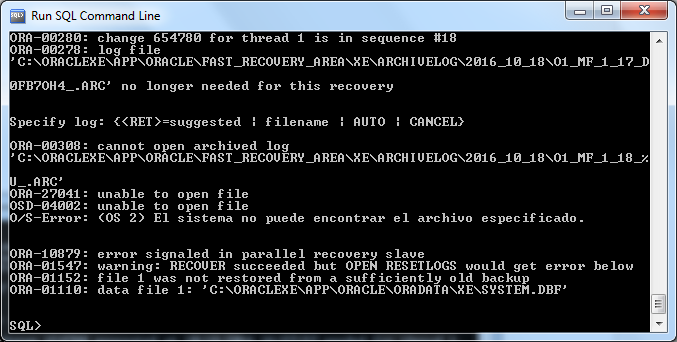 Run SQL Command Line
ORA-00280: change 654780 for thread 1 is in sequence #18
ORA-00278: log file
'C:\ORACLEXE\APP\ORACLE\FAST_RECOVERY_AREA\XE\ARCHIVELOG\2016_10_18\O1_MF_1_17_D
0FB7OH4_.ARC' no longer needed for this recovery
Specify log: {<RET>=suggested | filename | AUTO | CANCEL}
ORA-00308: cannot open archived log
'C:\ORACLEXE\APP\ORACLE\FAST_RECOVERY_AREA\XE\ARCHIVELOG\2016_10_18\O1_MF_1_18_%
U_.ARC'
ORA-27041: unable to open file
OSD-04002: unable to open file
O/S-Error: (OS 2) El sistema no puede encontrar el archivo especificado.
ORA-10879: error signaled in parallel recovery slave
ORA-01547: warning: RECOVER succeeded but OPEN RESETLOGS would get error below
ORA-01152: file 1 was not restored from a sufficiently old backup
ORA-01110: data file 1: 'C:\ORACLEXE\APP\ORACLE\ORADATA\XE\SYSTEM.DBF'
SQL>